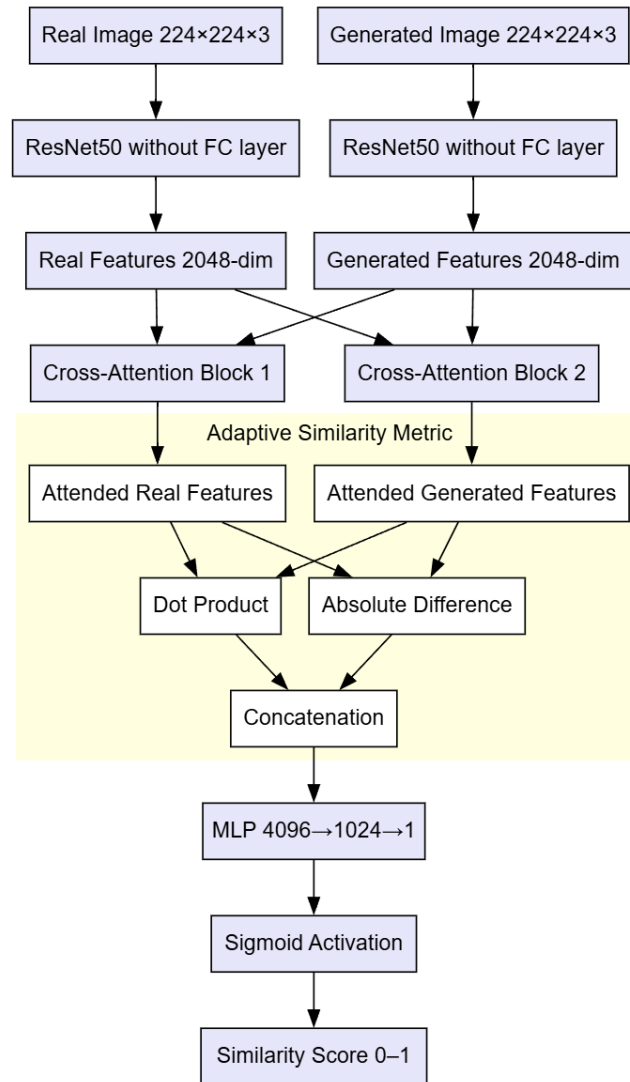 Real Image 224×224×3
Generated Image 224×224×3
ResNet50 without FC layer
ResNet50 without FC layer
Real Features 2048-dim
Generated Features 2048-dim
Cross-Attention Block 1
Cross-Attention Block 2
Adaptive Similarity Metric
Attended Real Features
Attended Generated Features
Dot Product
Absolute Difference
Concatenation
MLP 4096→1024→1
Sigmoid Activation
Similarity Score 0–1